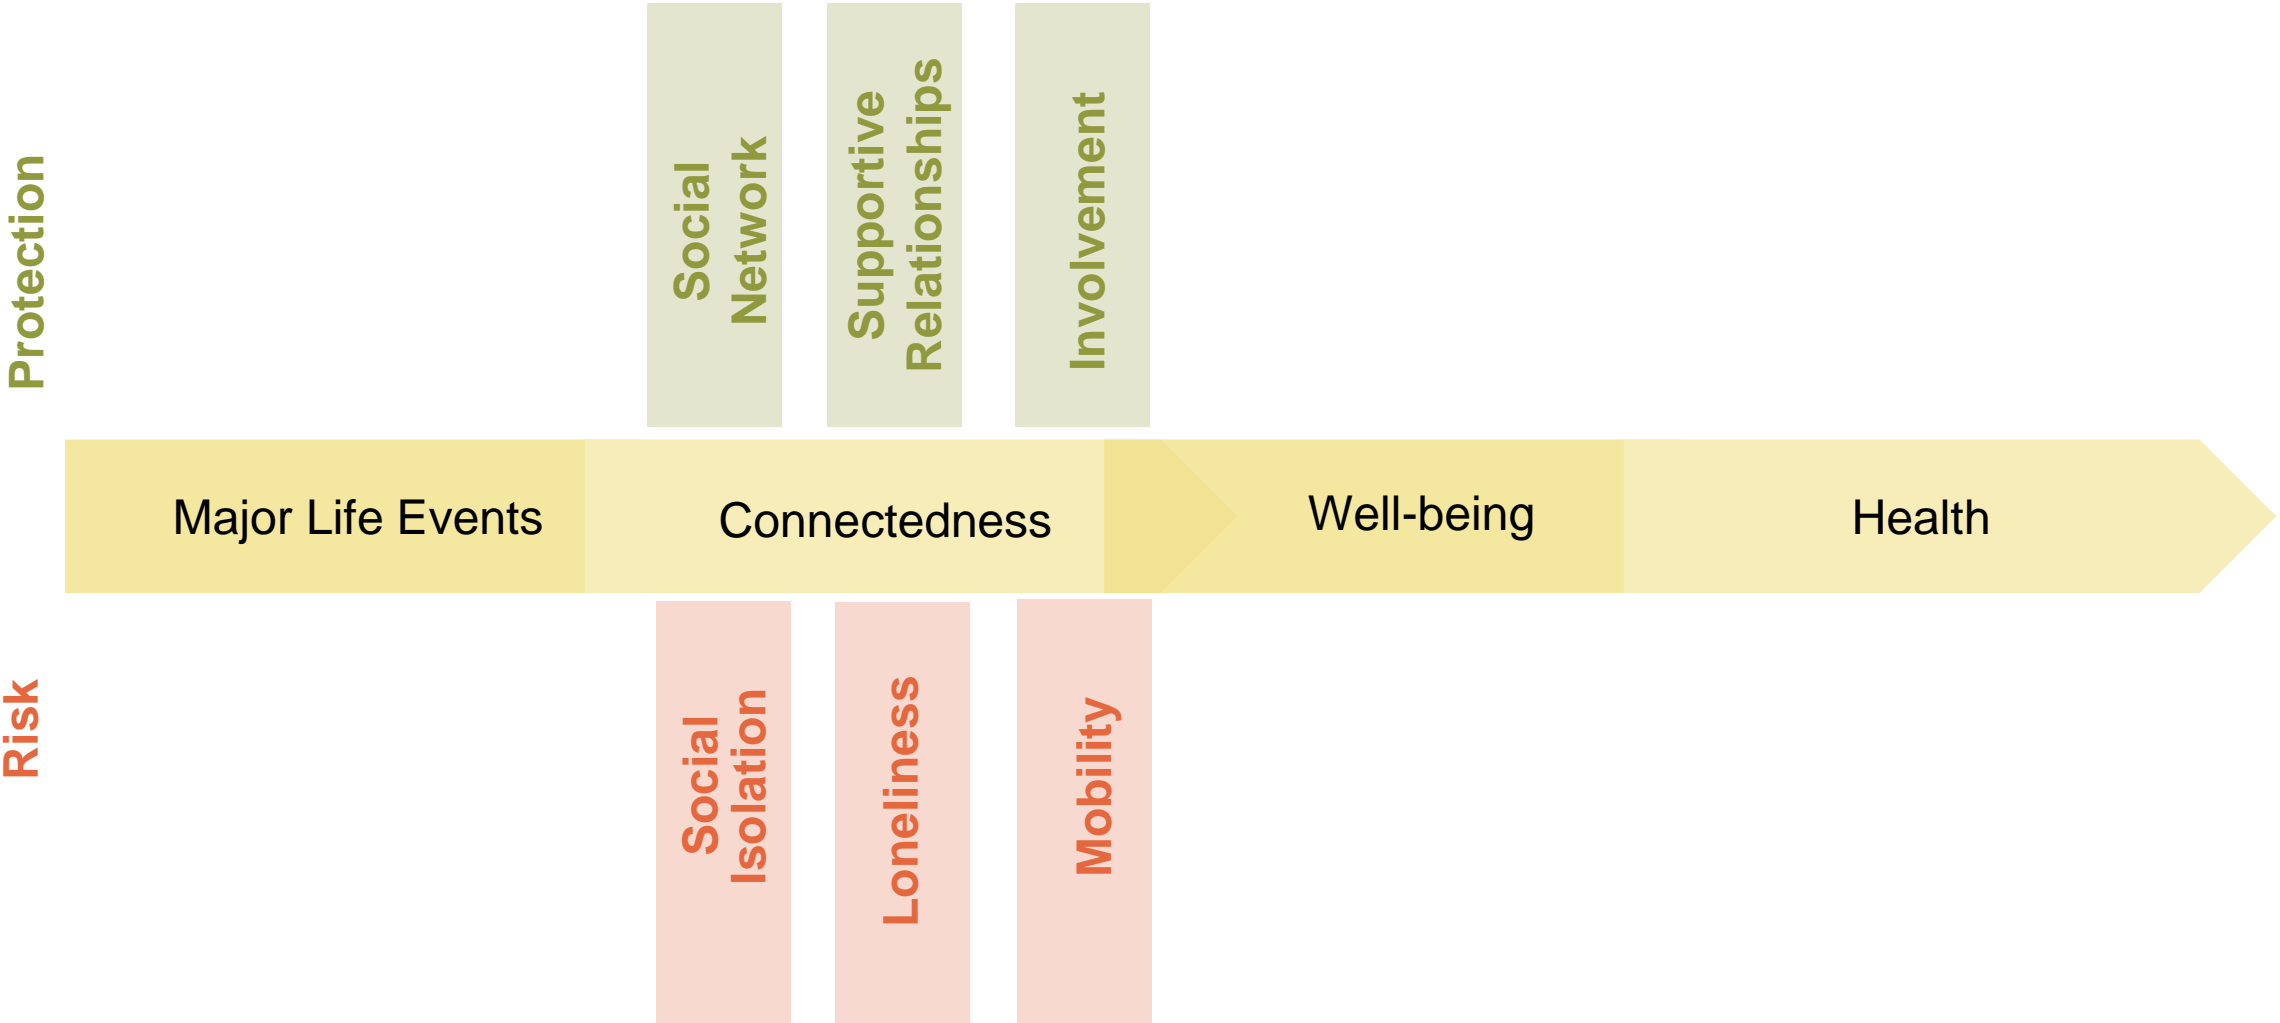 Protection
Social
Network
Supportive
Relationships
Involvement
Major Life Events
Connectedness
Well-being
Health
Risk
Social
Isolation
Loneliness
Mobility